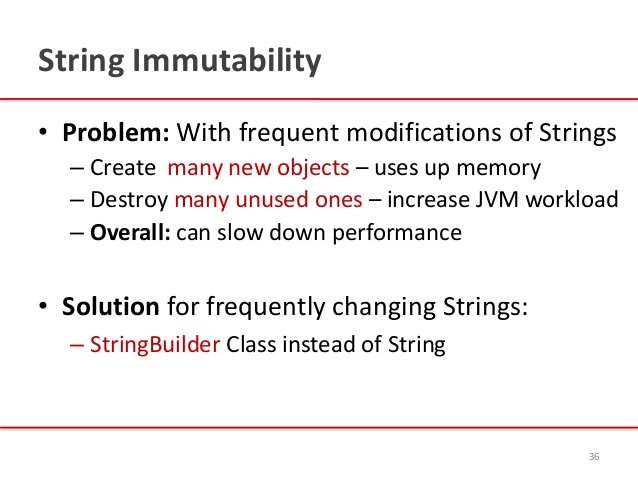 String Immutability
• Problem: With frequent modifications of Strings
– Create many new objects – uses up memory
– Destroy many unused ones – increase JVM workload
– Overall: can slow down performance
• Solution for frequently changing Strings:
– StringBuilder Class instead of String
36